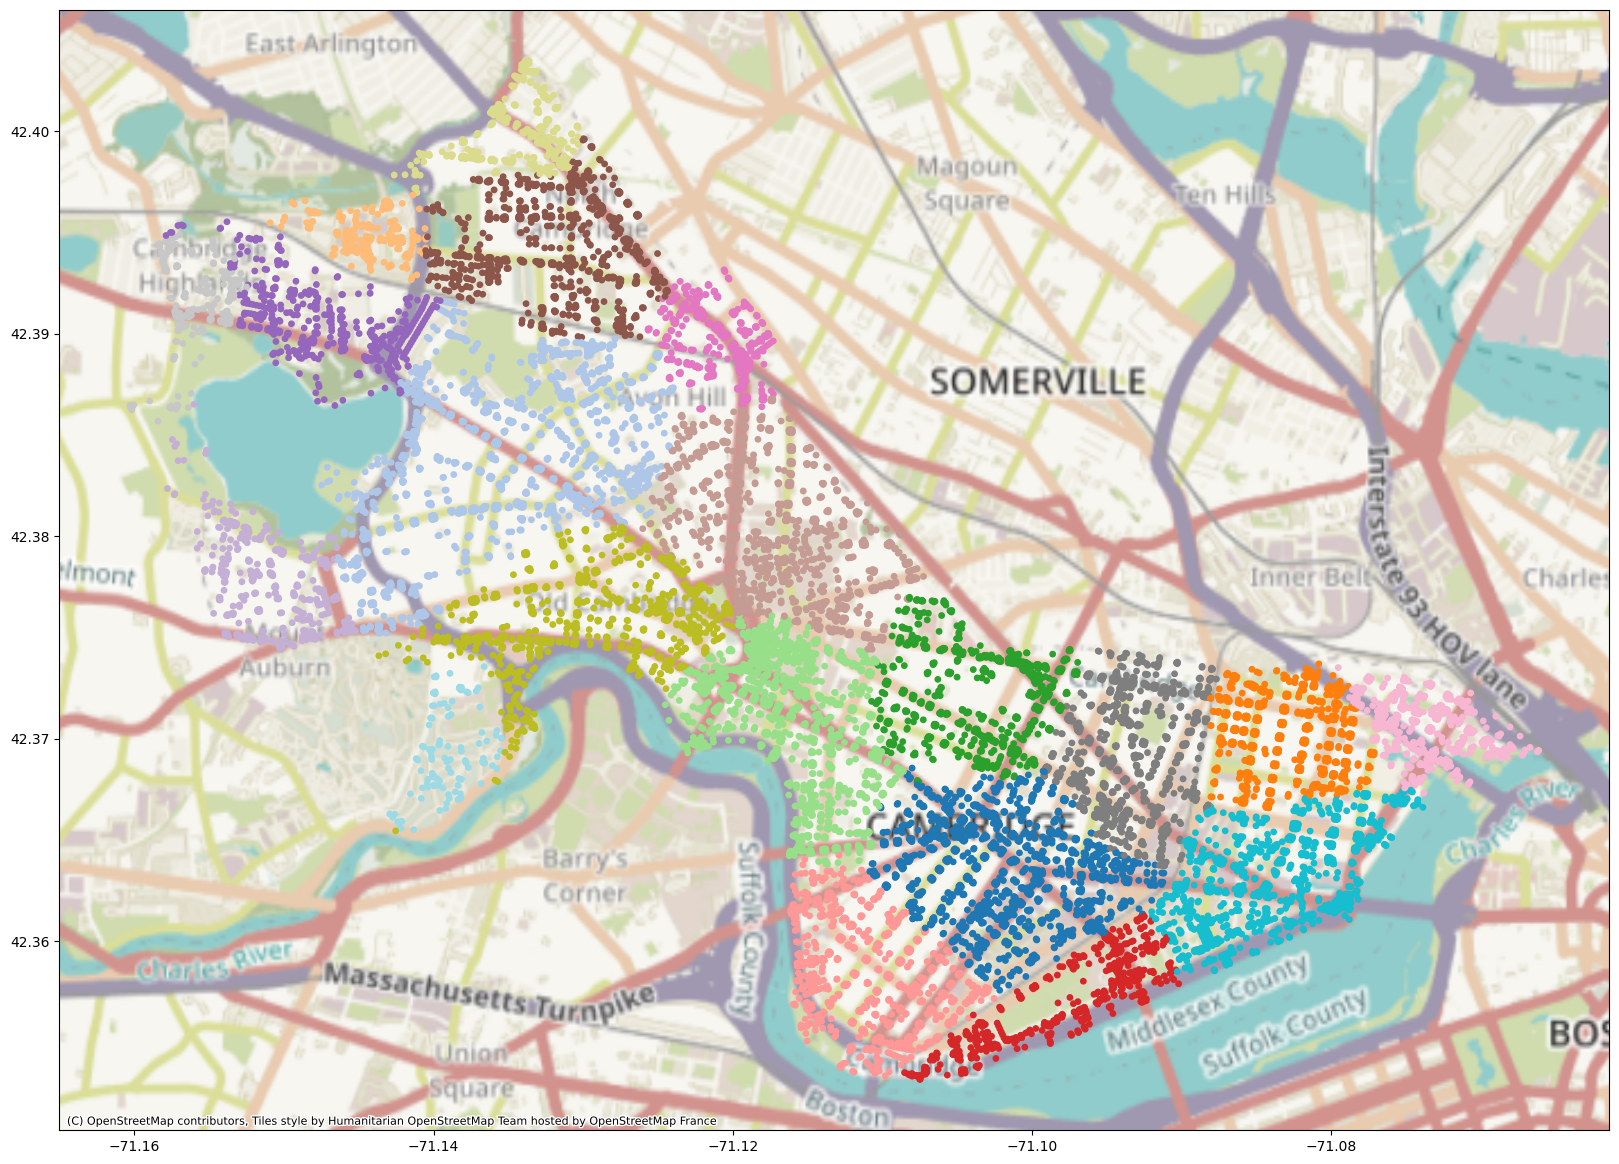 East Arlington
42.40
Magoun
Square
Ten Hills
North
Cambridge
Cambridge
Highlands
42.39
SOMERVILLE
Avon Hill
Interstate 93 HOV lane
42.38
elmont
Inner Belt
Charles
Old Cambridge
Mount
Auburn
42.37
CAMBRIDGE
Charles River
Barry's
Corner
Suffolk County
42.36
Charles River
Massachusetts Turnpike
Middlesex County
Suffolk County
BOS
Union
Square
Cambridge
Boston
(C) OpenStreetMap contributors, Tiles style by Humanitarian OpenStreetMap Team hosted by OpenStreetMap France
−71.16
−71.14
−71.12
−71.10
−71.08